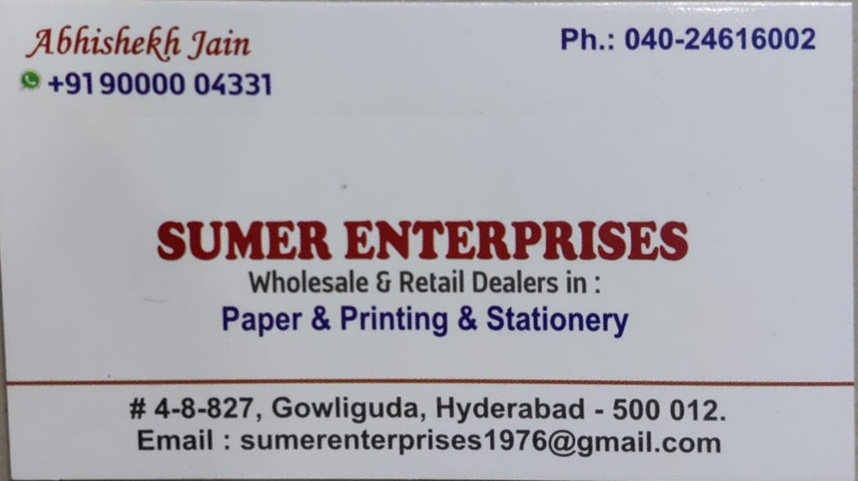 Abhishekh Jain
Ph.: 040-24616002
+91 90000 04331
SUMER ENTERPRISES
Wholesale & Retail Dealers in :
Paper & Printing & Stationery
# 4-8-827, Gowliguda, Hyderabad - 500 012.
Email : sumerenterprises1976@gmail.com